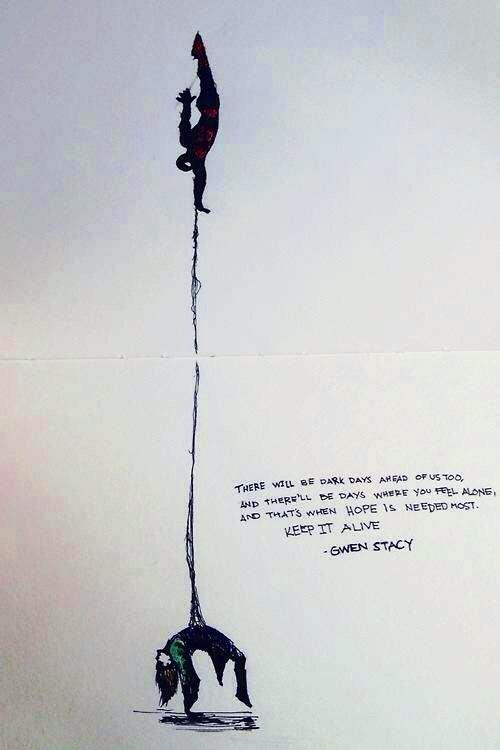 THERE WILL BE DARK DAYS AHEAD OF US TOO,
AND THERE'LL BE DAYS WHERE YOU FEEL ALONE,
AND THAT'S WHEN HOPE IS NEEDED MOST.
KEEP IT ALIVE
-GWEN STACY